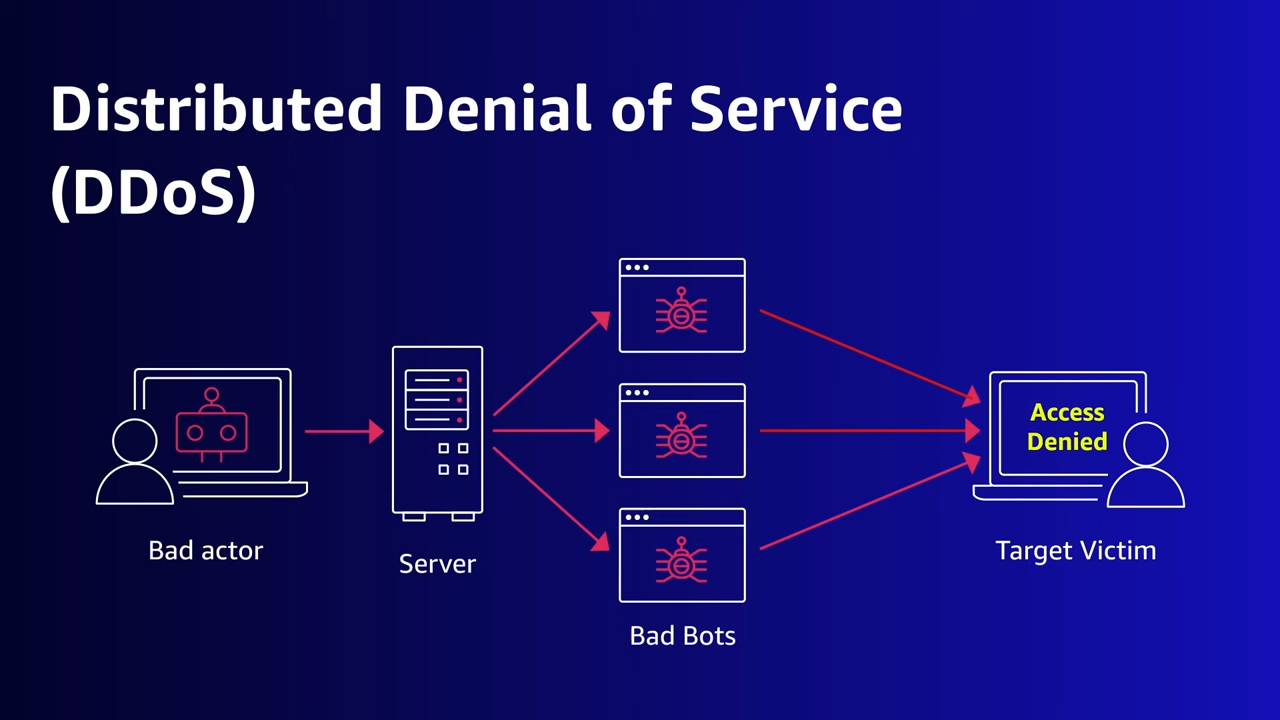 Distributed Denial of Service
(DDoS)
Access
Denied
Bad actor
Server
Bad Bots
Target Victim